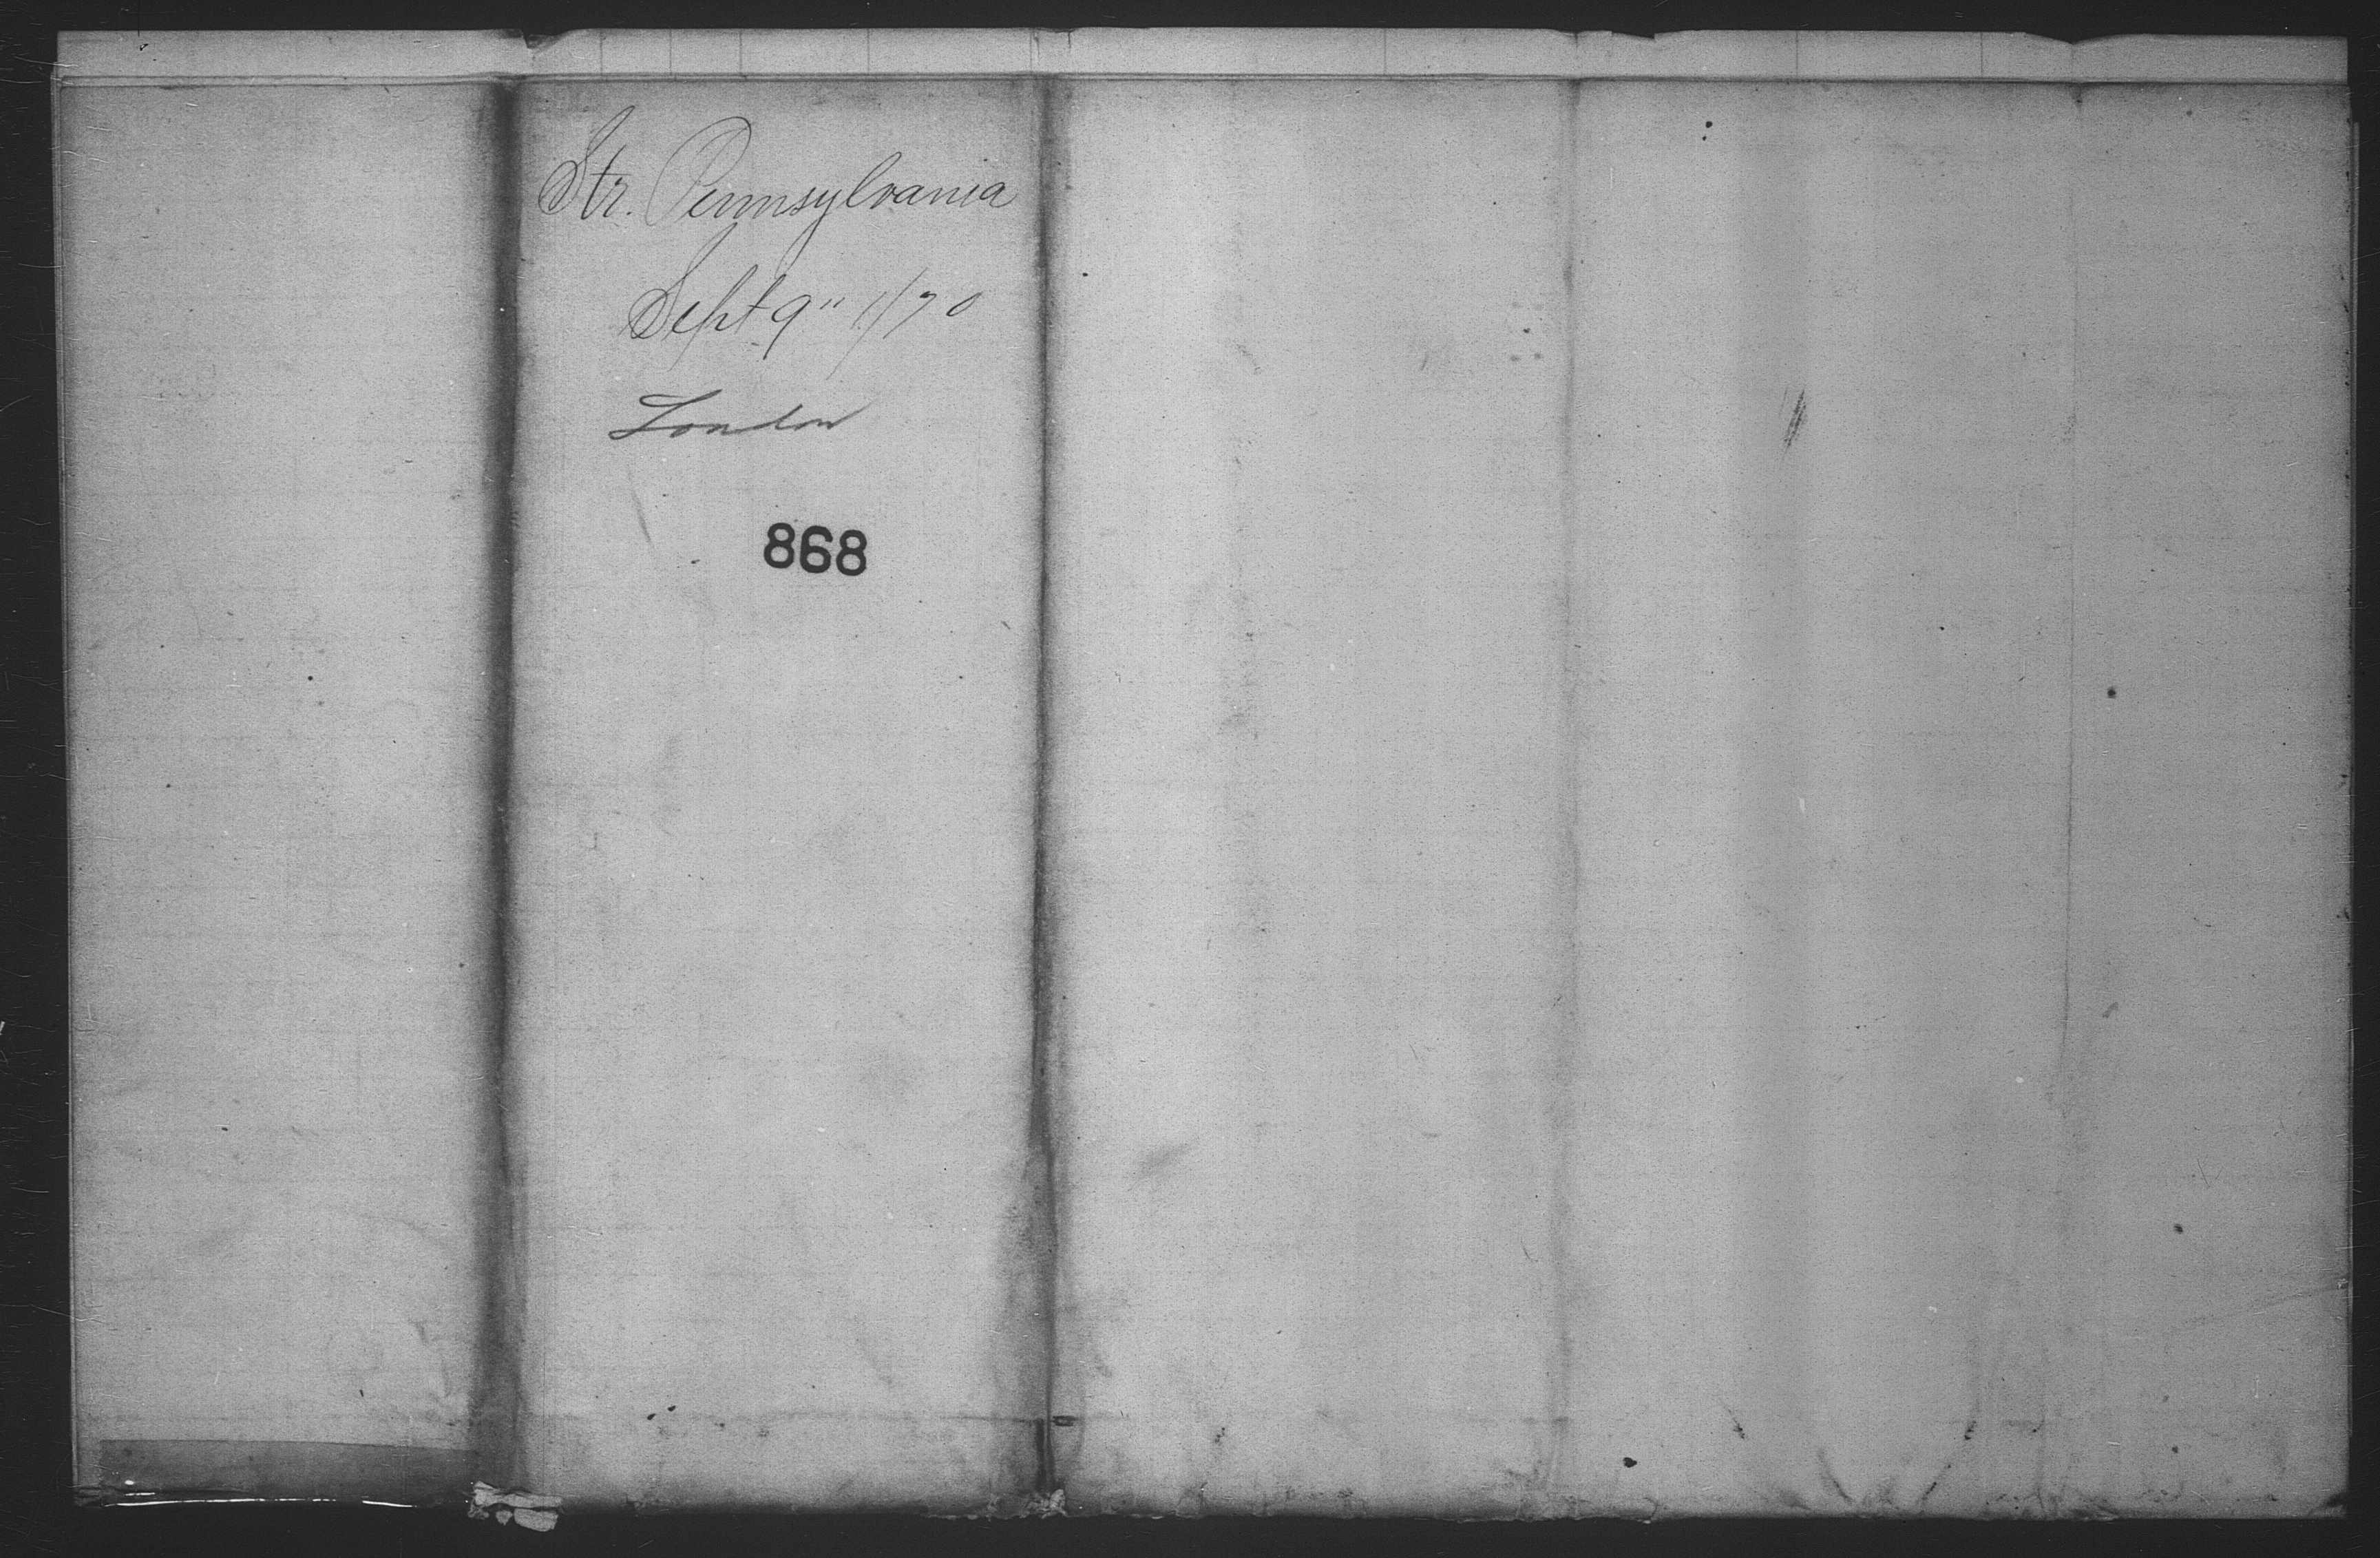 Str. Pennsylvania
Sept 9" 1/70
London
868